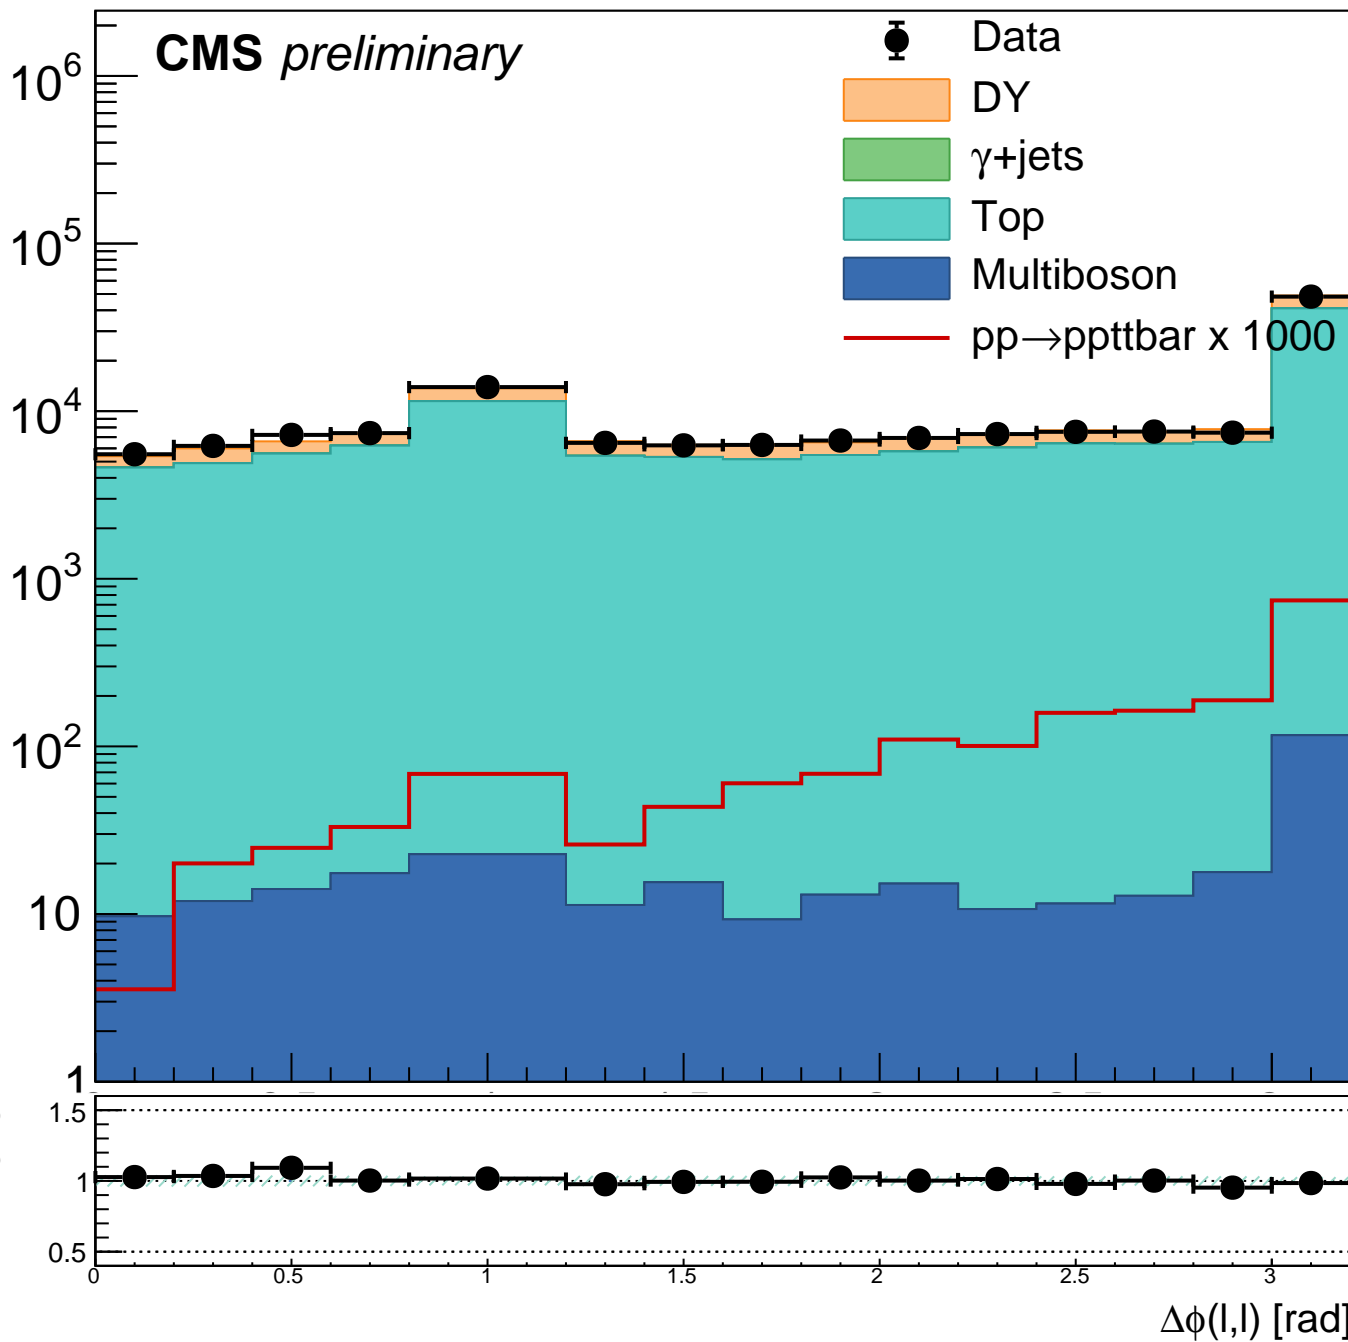 CMS preliminary
Data
DY
γ+jets
Top
Multiboson
pp→ppttbar x 1000
10^6
10^5
10^4
10^3
10^2
10
1
1.5
1
0.5
0 0.5 1 1.5 2 2.5 3
Δϕ(l,l) [rad]